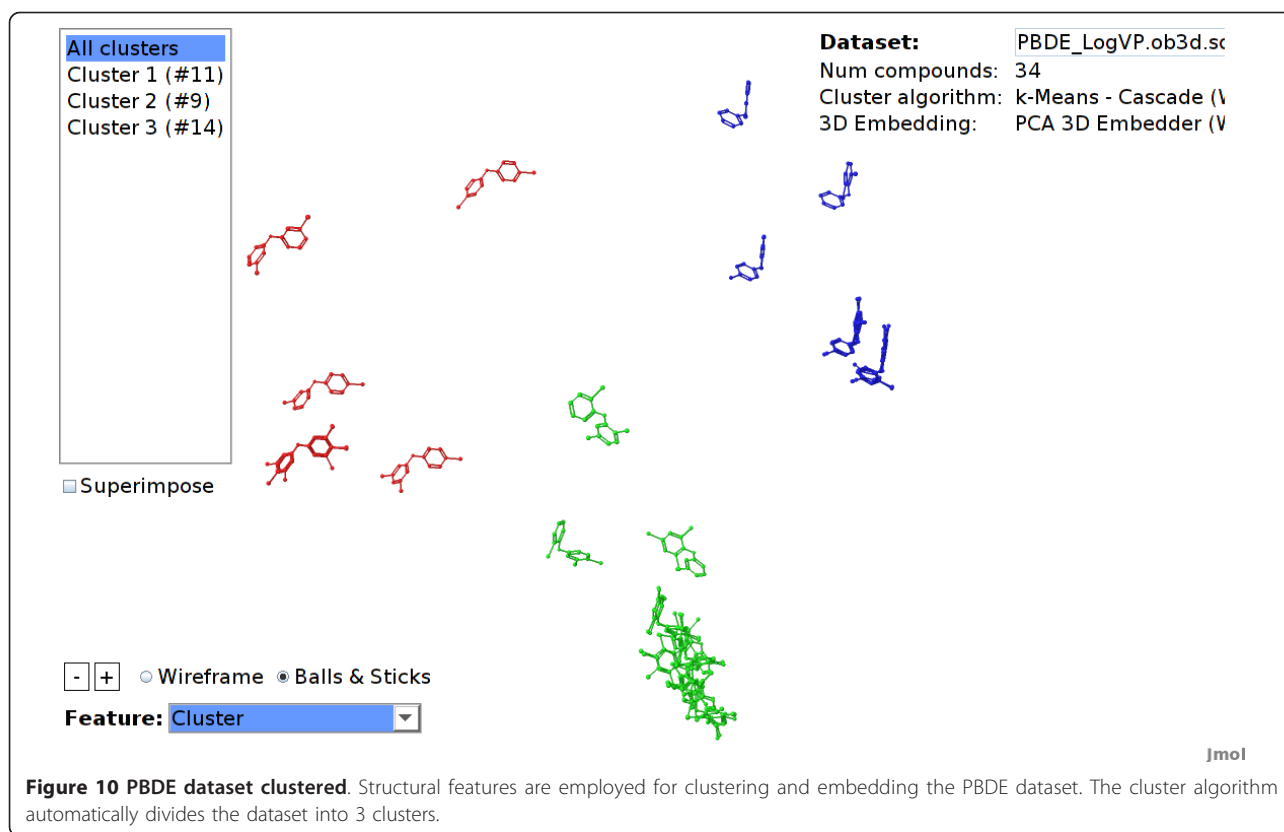 All clusters
Cluster 1 (#11)
Cluster 2 (#9)
Cluster 3 (#14)
Dataset: PBDE_LogVP.ob3d.sc
Num compounds: 34
Cluster algorithm: k-Means - Cascade (
3D Embedding: PCA 3D Embedder (
Superimpose
- + Wireframe Balls & Sticks
Feature: Cluster
Jmol
Figure 10 PBDE dataset clustered. Structural features are employed for clustering and embedding the PBDE dataset. The cluster algorithm
automatically divides the dataset into 3 clusters.